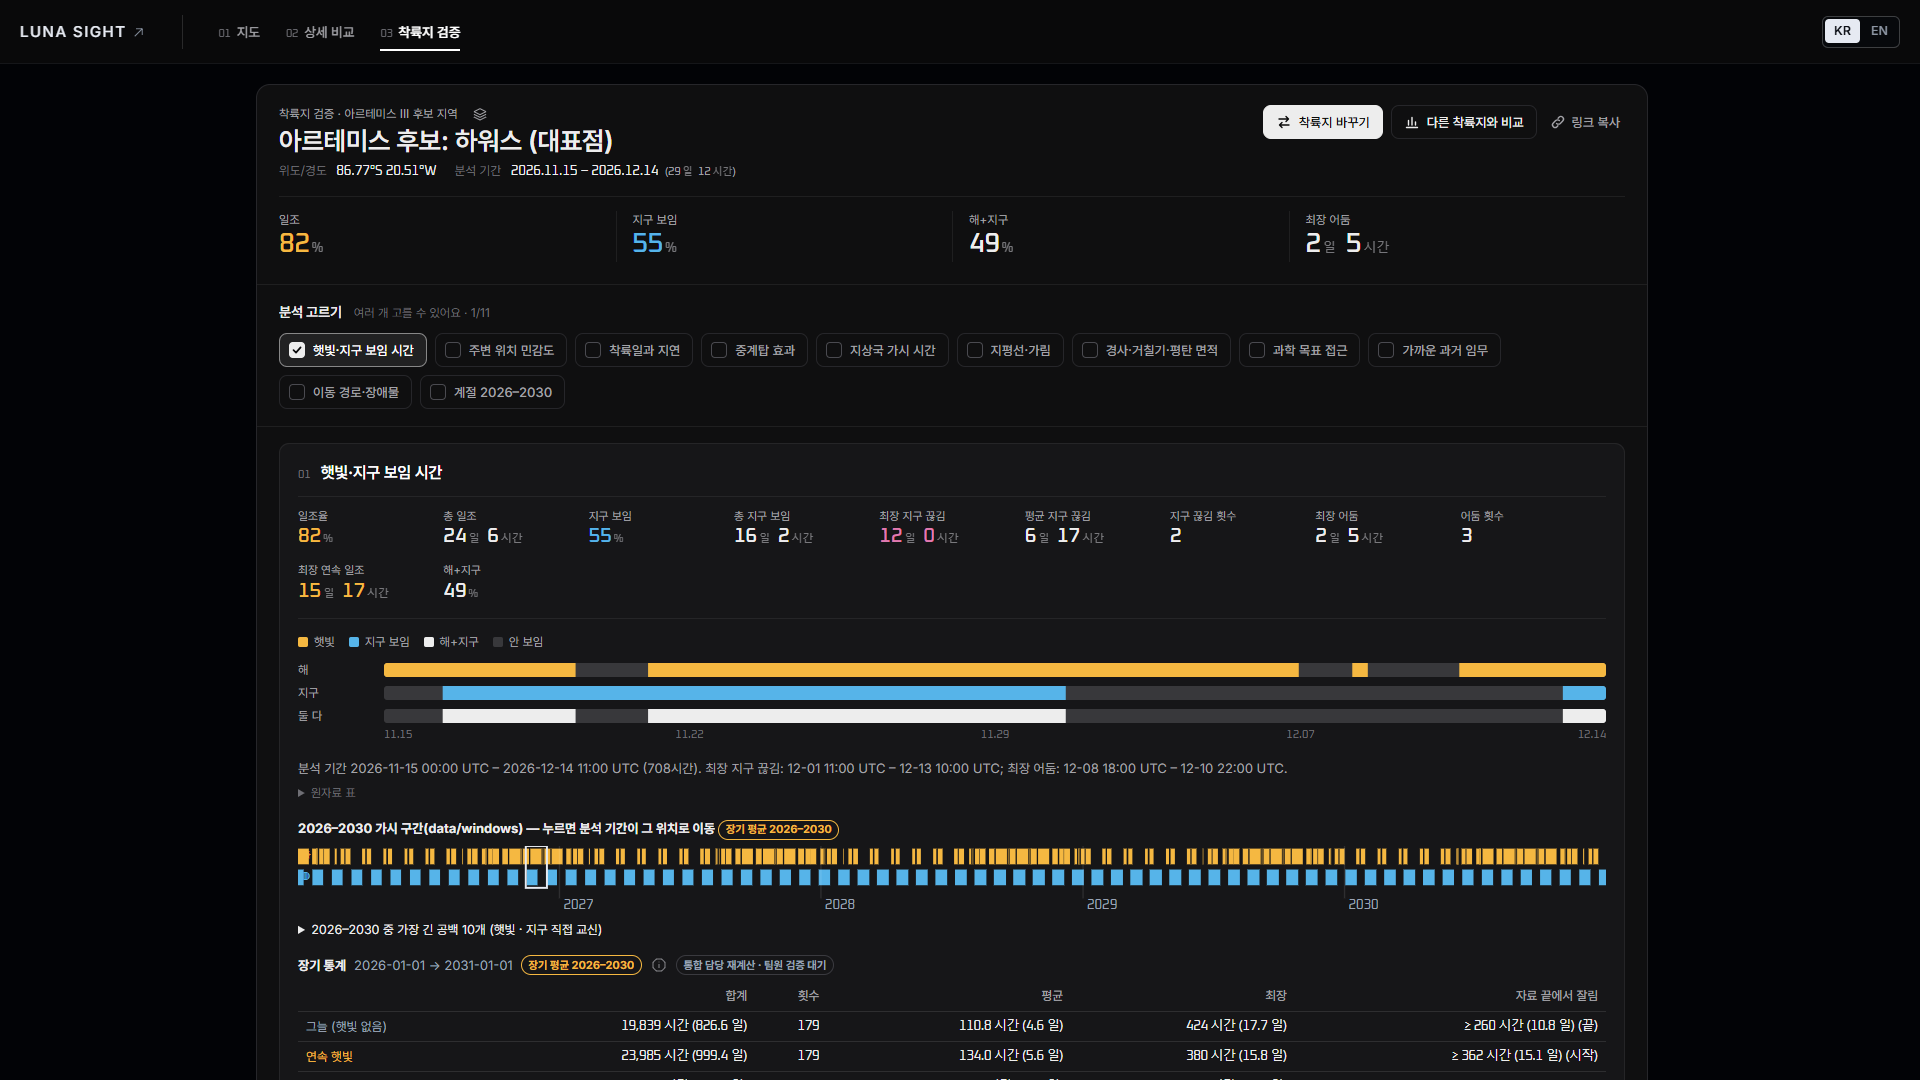 LUNA SIGHT ↗
01 지도
02 상세 비교
03 착륙지 검증
KR EN
착륙지 검증 · 아르테미스 III 후보 지역
아르테미스 후보: 하워스 (대표점)
위도/경도 86.77°S 20.51°W 분석 기간 2026.11.15 – 2026.12.14 (29일 12시간)
착륙지 바꾸기
다른 착륙지와 비교
링크 복사
일조
82%
지구 보임
55%
해+지구
49%
최장 어둠
2일 5시간
분석 고르기 여러 개 고를 수 있어요 · 1/11
햇빛·지구 보임 시간
주변 위치 민감도
착륙일과 지연
중계탑 효과
지상국 가시 시간
지평선·가림
경사·거칠기·평탄 면적
과학 목표 접근
가까운 과거 임무
이동 경로·장애물
계절 2026–2030
01 햇빛·지구 보임 시간
일조율
82%
총 일조
24일 6시간
지구 보임
55%
총 지구 보임
16일 2시간
최장 지구 끊김
12일 0시간
평균 지구 끊김
6일 17시간
지구 끊김 횟수
2
최장 어둠
2일 5시간
어둠 횟수
3
최장 연속 일조
15일 17시간
해+지구
49%
햇빛 지구 보임 해+지구 안 보임
해
지구
둘 다
11.15 11.22 11.29 12.07 12.14
분석 기간 2026-11-15 00:00 UTC – 2026-12-14 11:00 UTC (708시간). 최장 지구 끊김: 12-01 11:00 UTC – 12-13 10:00 UTC; 최장 어둠: 12-08 18:00 UTC – 12-10 22:00 UTC.
▶ 원자료 표
2026–2030 가시 구간(data/windows) — 누르면 분석 기간이 그 위치로 이동 장기 평균 2026–2030
2027 2028 2029 2030
▶ 2026–2030 중 가장 긴 공백 10개 (햇빛 · 지구 직접 교신)
장기 통계 2026-01-01 → 2031-01-01 장기 평균 2026–2030 통합 담당 재계산 · 팀원 검증 대기
합계 횟수 평균 최장 자료 끝에서 잘림
그늘 (햇빛 없음) 19,839 시간 (826.6 일) 179 110.8 시간 (4.6 일) 424 시간 (17.7 일) ≥ 260 시간 (10.8 일) (끝)
연속 햇빛 23,985 시간 (999.4 일) 179 134.0 시간 (5.6 일) 380 시간 (15.8 일) ≥ 362 시간 (15.1 일) (시작)